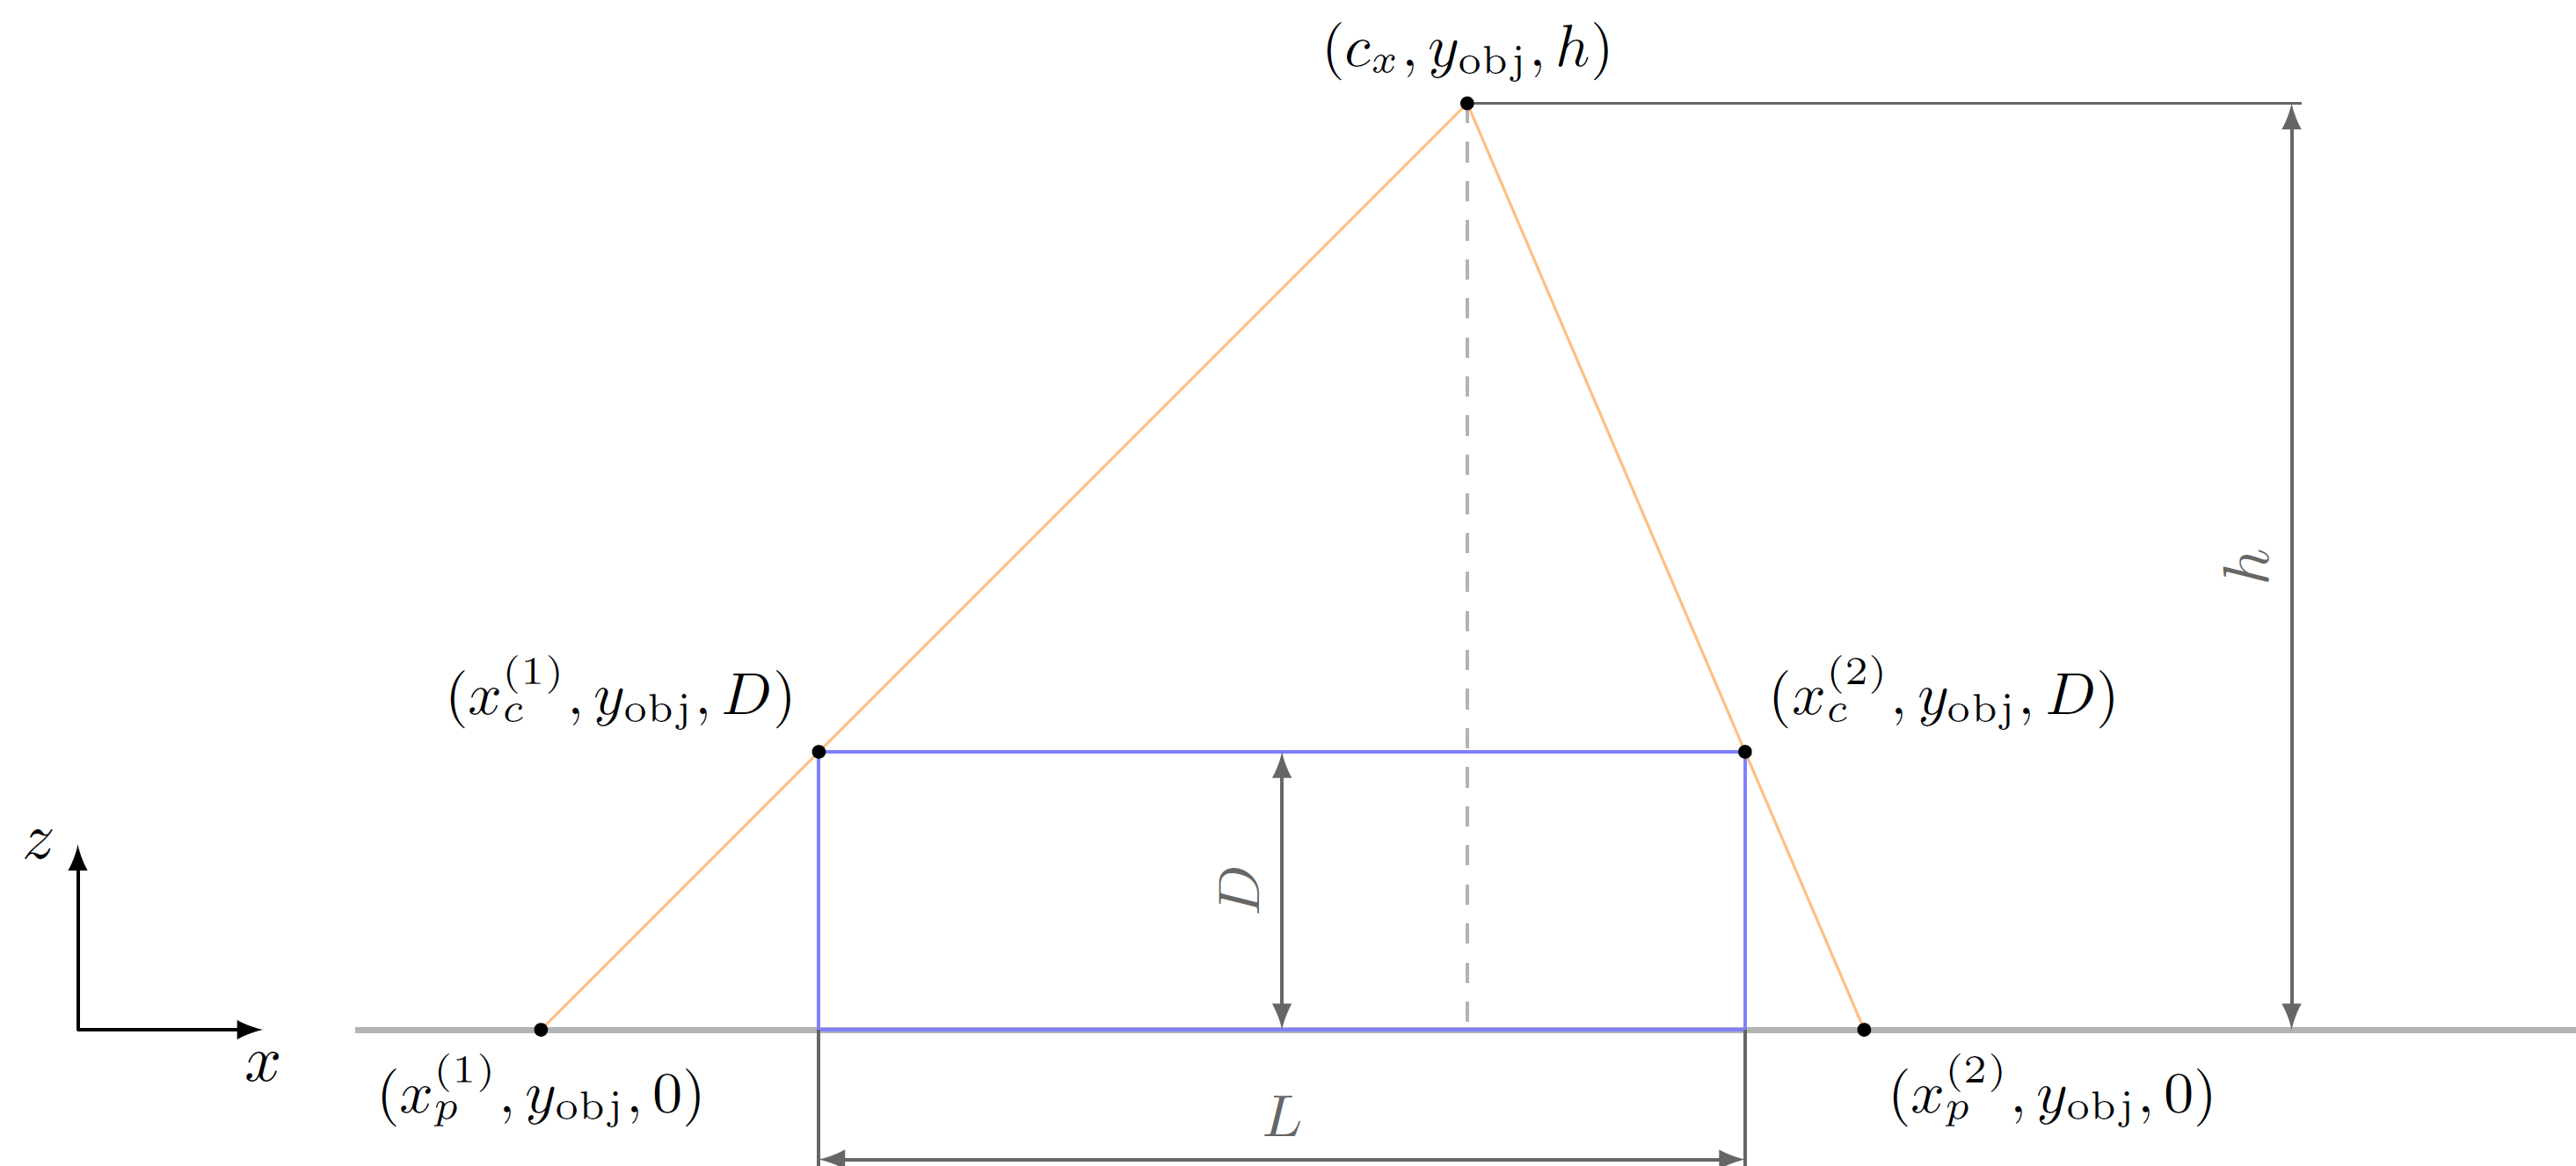 (c_x, y_obj, h)
h
(x_c^(1), y_obj, D)
(x_c^(2), y_obj, D)
z
D
x
(x_p^(1), y_obj, 0)
(x_p^(2), y_obj, 0)
L